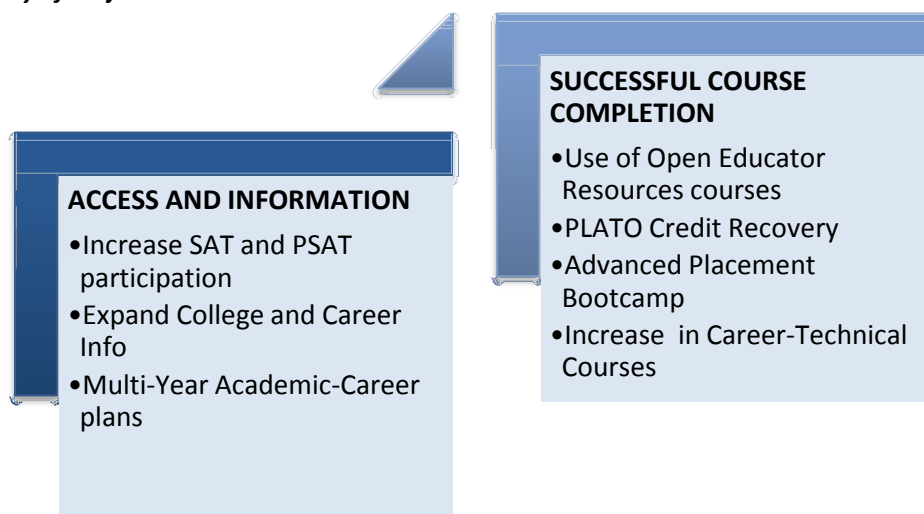 ACCESS AND INFORMATION
•Increase SAT and PSAT
participation
•Expand College and Career
Info
•Multi-Year Academic-Career
plans
SUCCESSFUL COURSE
COMPLETION
•Use of Open Educator
Resources courses
•PLATO Credit Recovery
•Advanced Placement
Bootcamp
•Increase  in Career-Technical
Courses